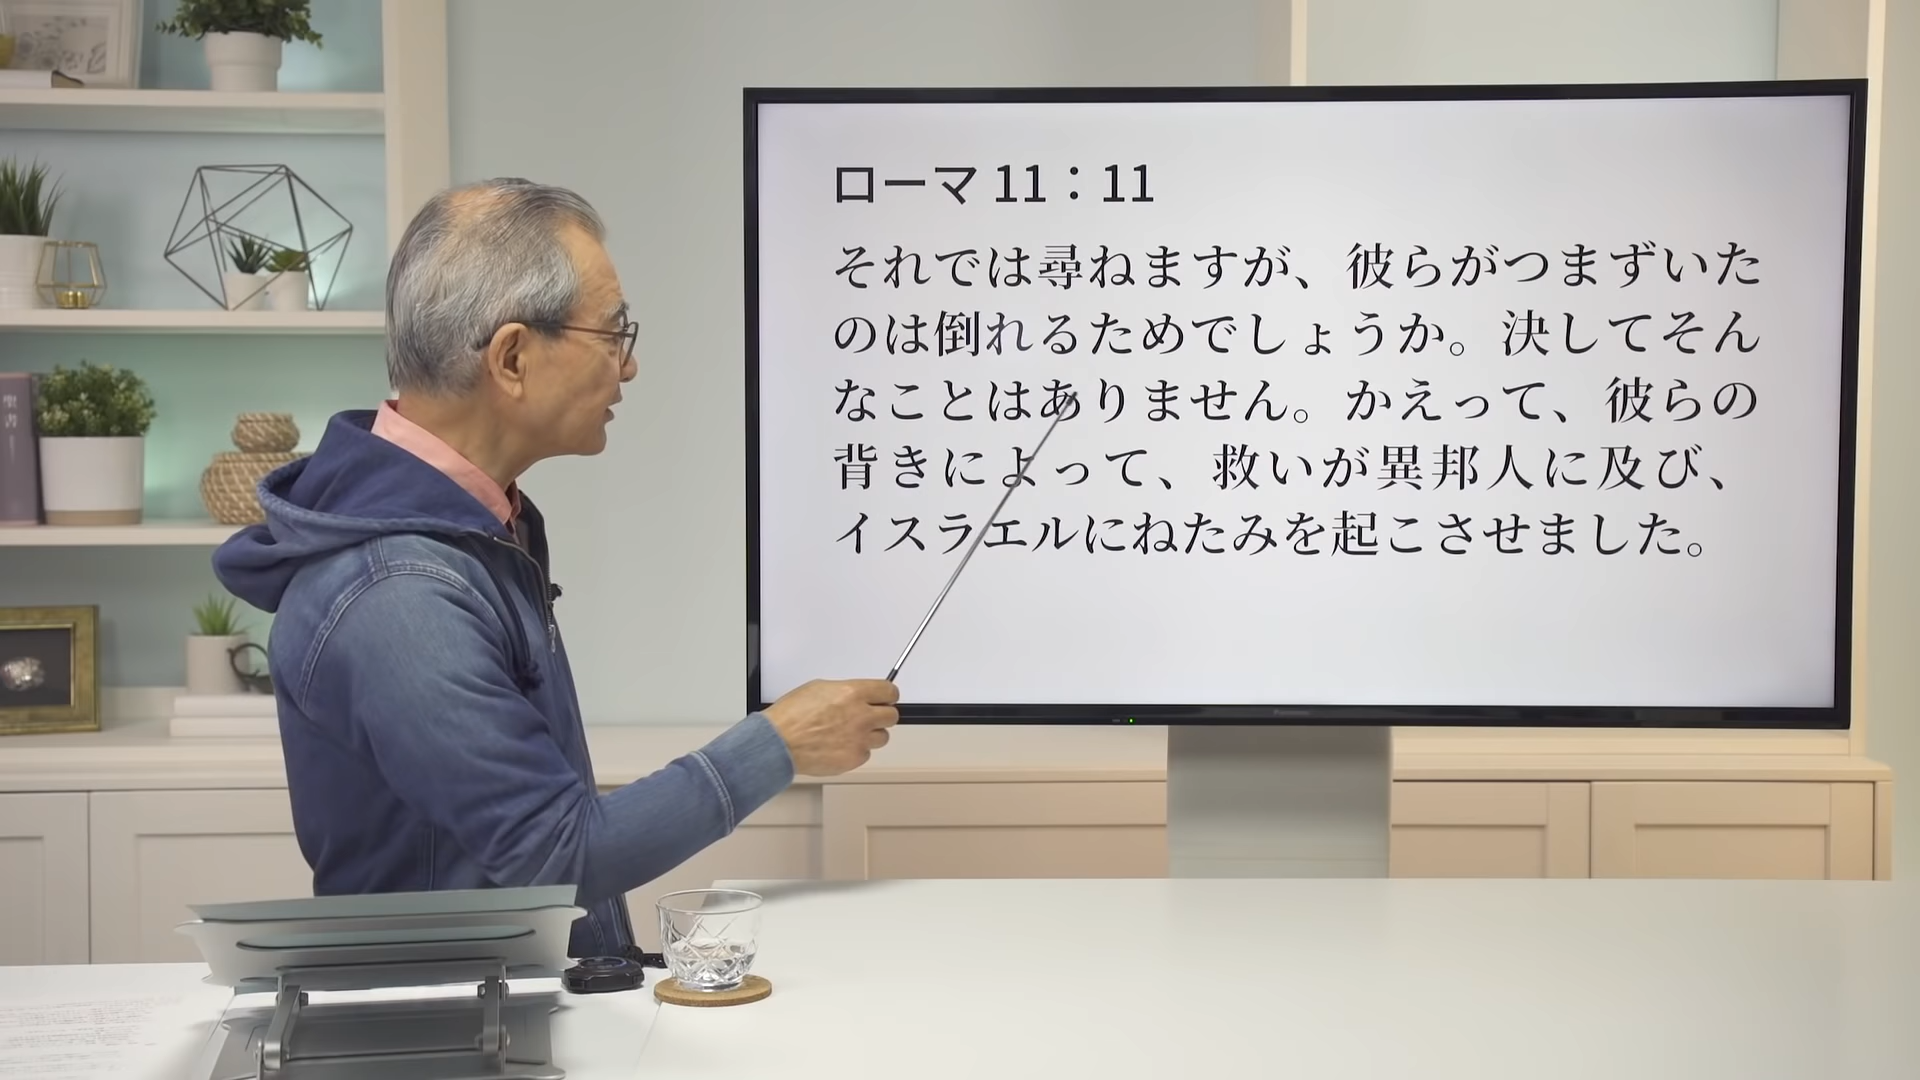 ローマ 11：11
それでは尋ねますが、彼らがつまずいた
のは倒れるためでしょうか。決してそん
なことはありません。かえって、彼らの
背きによって、救いが異邦人に及び、
イスラエルにねたみを起こさせました。
聖書